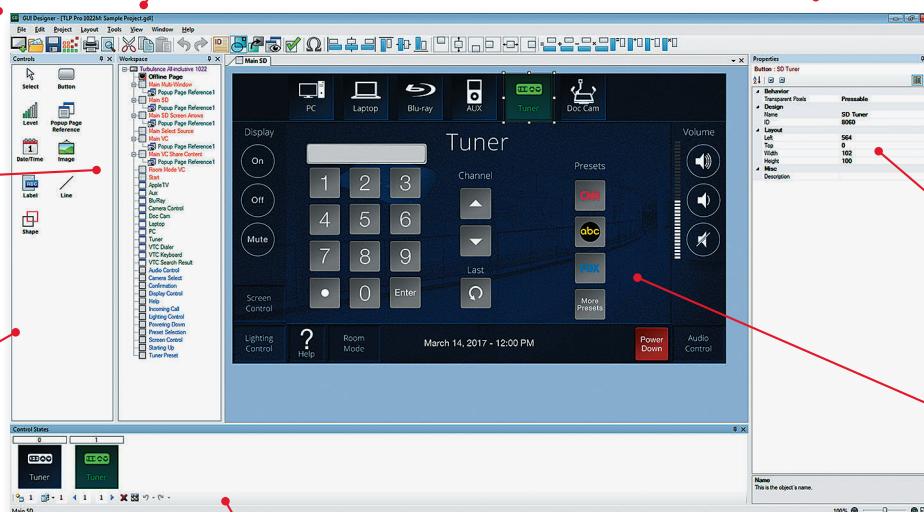 GUI Designer - [TLP Pro 1022M: Sample Project.gdl]
File Edit Project Layout Tools View Window Help
Controls
Select
Button
Level
Popup Page
Reference
1
Date/Time
Image
Label
Line
Shape
Workspace
Turbulence All-inclusive 1022
Offline Page
Main Multi-Window
Popup Page Reference1
Main SD
Popup Page Reference1
Main SD Screen Arrows
Popup Page Reference1
Main Select Source
Main VC
Popup Page Reference1
Main VC Share Content
Popup Page Reference1
Room Mode VC
Start
AppleTV
Aux
BluRay
Camera Control
Doc Cam
Laptop
PC
Tuner
VTC Dialer
VTC Keyboard
VTC Search Result
Audio Control
Camera Select
Confirmation
Display Control
Help
Incoming Call
Lighting Control
Powering Down
Preset Selection
Screen Control
Starting Up
Tuner Preset
Main SD
PC
Laptop
Blu-ray
AUX
Tuner
Doc Cam
Display
On
Off
Mute
Screen
Control
Tuner
1 2 3
4 5 6
7 8 9
0 Enter
Channel
Last
Presets
abc
FOX
More
Presets
Volume
Lighting
Control
?
Help
Room
Mode
March 14, 2017 - 12:00 PM
Power
Down
Audio
Control
Properties
Button : SD Tuner
Behavior
Transparent Pixels Pressable
Design
Name SD Tuner
ID 8060
Layout
Left 564
Top 0
Width 102
Height 100
Misc
Description
Name
This is the object's name.
Control States
0 1
Tuner
Tuner
1 1 1 1
Main SD
100%